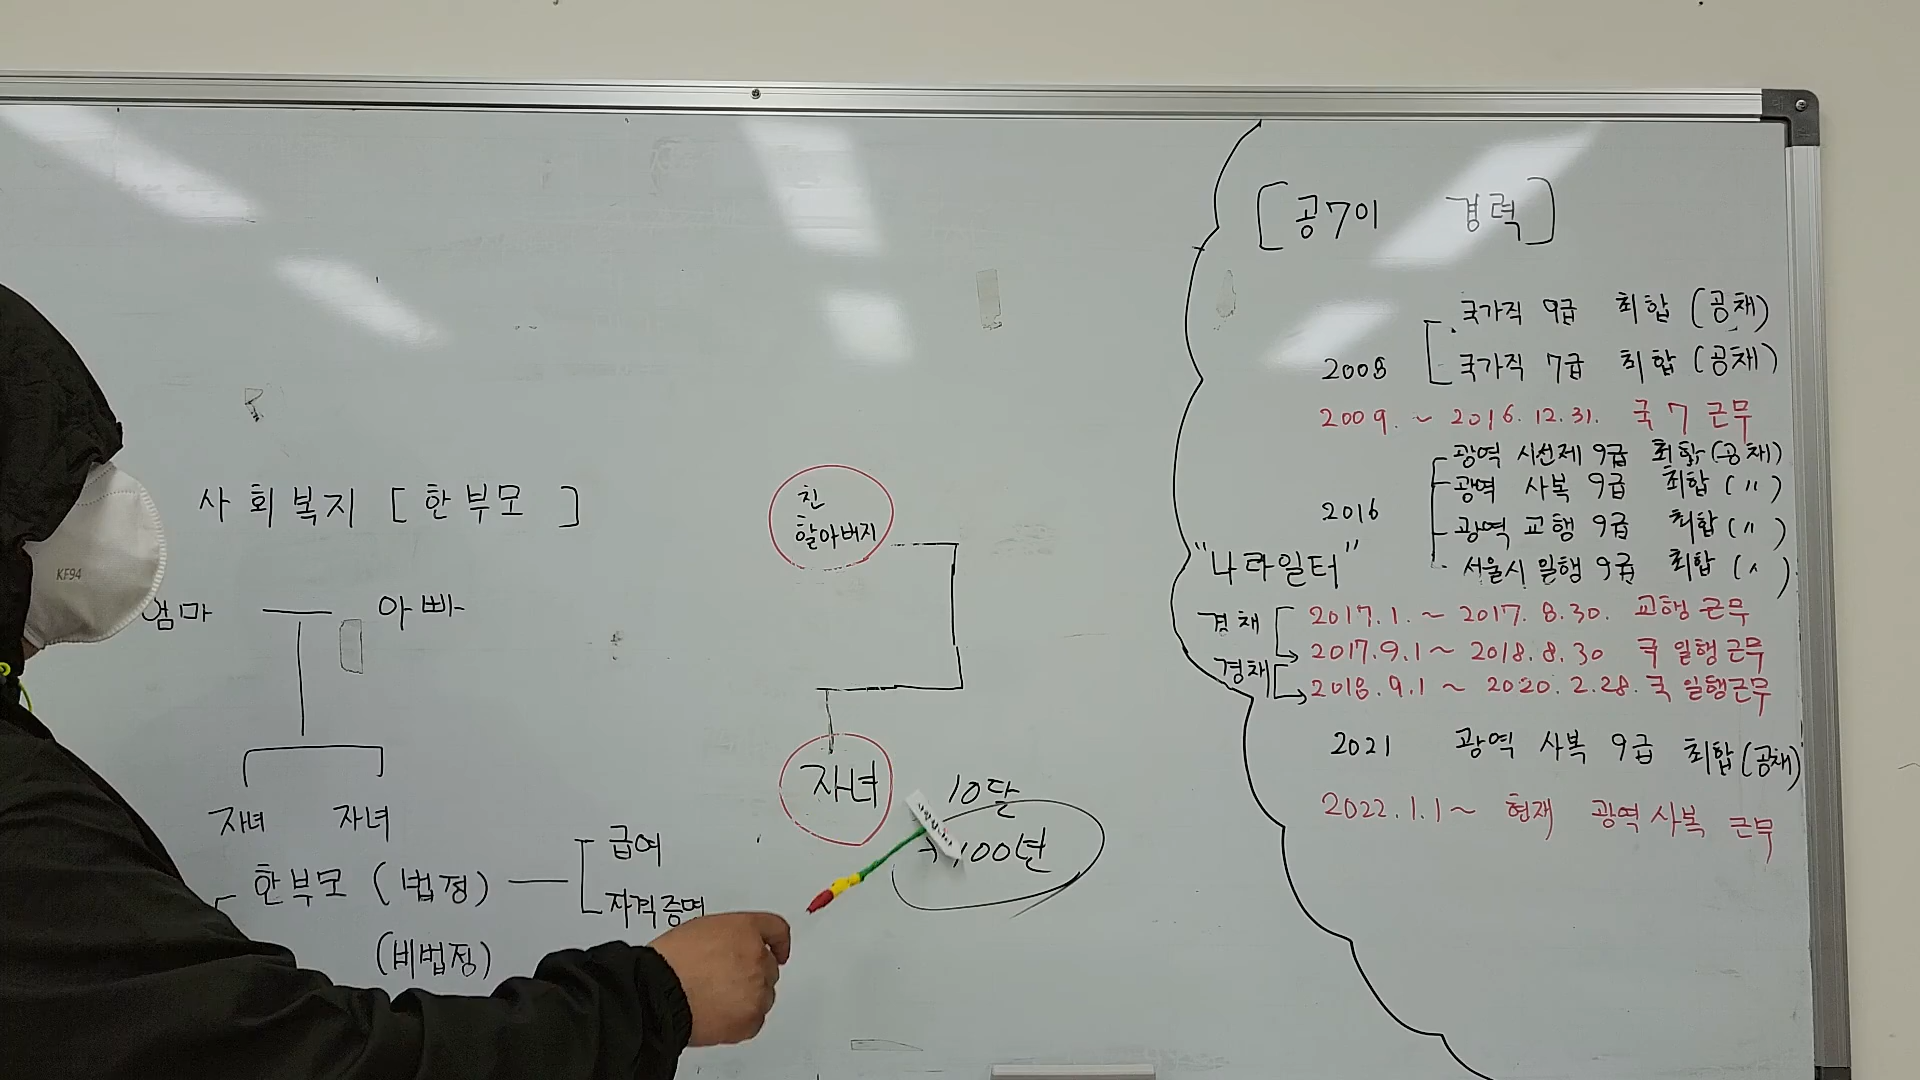 [공7이 경력]
국가직 9급 최합 (공채)
2008 국가직 7급 최합 (공채)
2009. ~ 2016.12.31. 국 7 근무
광역 시선제 9급 최합 (공채)
광역 사복 9급 최합 (〃)
2016
광역 교행 9급 최합 (〃)
서울시 일행 9급 최합 (〃)
"나라일터"
경채 2017.1. ~ 2017.8.30. 교행 근무
2017.9.1 ~ 2018.8.30 국 일행 근무
경채 2018.9.1 ~ 2020.2.28. 국 일행근무
2021 광역 사복 9급 최합 (공채)
2022.1.1 ~ 현재 광역 사복 근무
사회복지 [한부모]
엄마 아빠
자녀 자녀
한부모 (법정)
(비법정)
급여
자격증명
친
할아버지
자녀
10달
100년
KF94